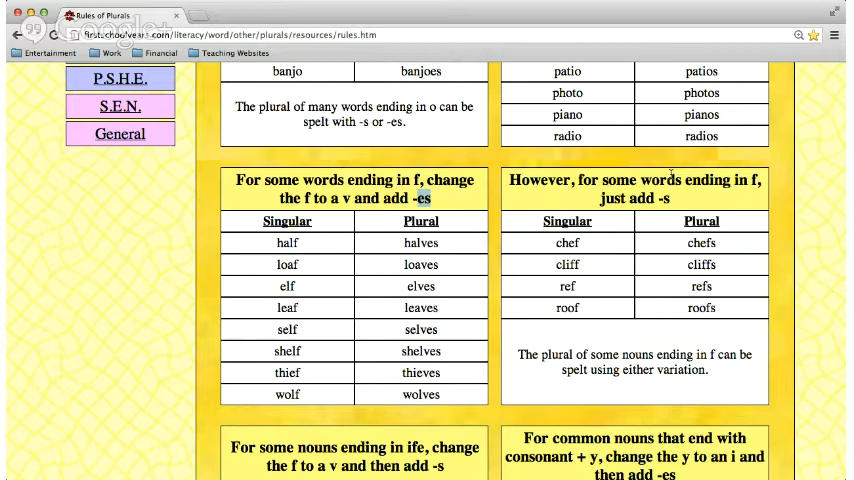 Rules of Plurals
Google+
firstschoolyears.com/literacy/word/other/plurals/resources/rules.htm
Entertainment Work Financial Teaching Websites
P.S.H.E.
S.E.N.
General
banjo banjoes
The plural of many words ending in o can be
spelt with -s or -es.
patio patios
photo photos
piano pianos
radio radios
For some words ending in f, change
the f to a v and add -es
Singular Plural
half halves
loaf loaves
elf elves
leaf leaves
self selves
shelf shelves
thief thieves
wolf wolves
However, for some words ending in f,
just add -s
Singular Plural
chef chefs
cliff cliffs
ref refs
roof roofs
The plural of some nouns ending in f can be
spelt using either variation.
For some nouns ending in ife, change
the f to a v and then add -s
For common nouns that end with
consonant + y, change the y to an i and
then add -es